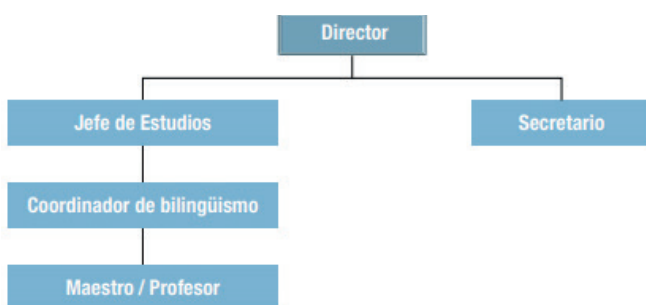 Director
Jefe de Estudios
Secretario
Coordinador de bilingüismo
Maestro / Profesor